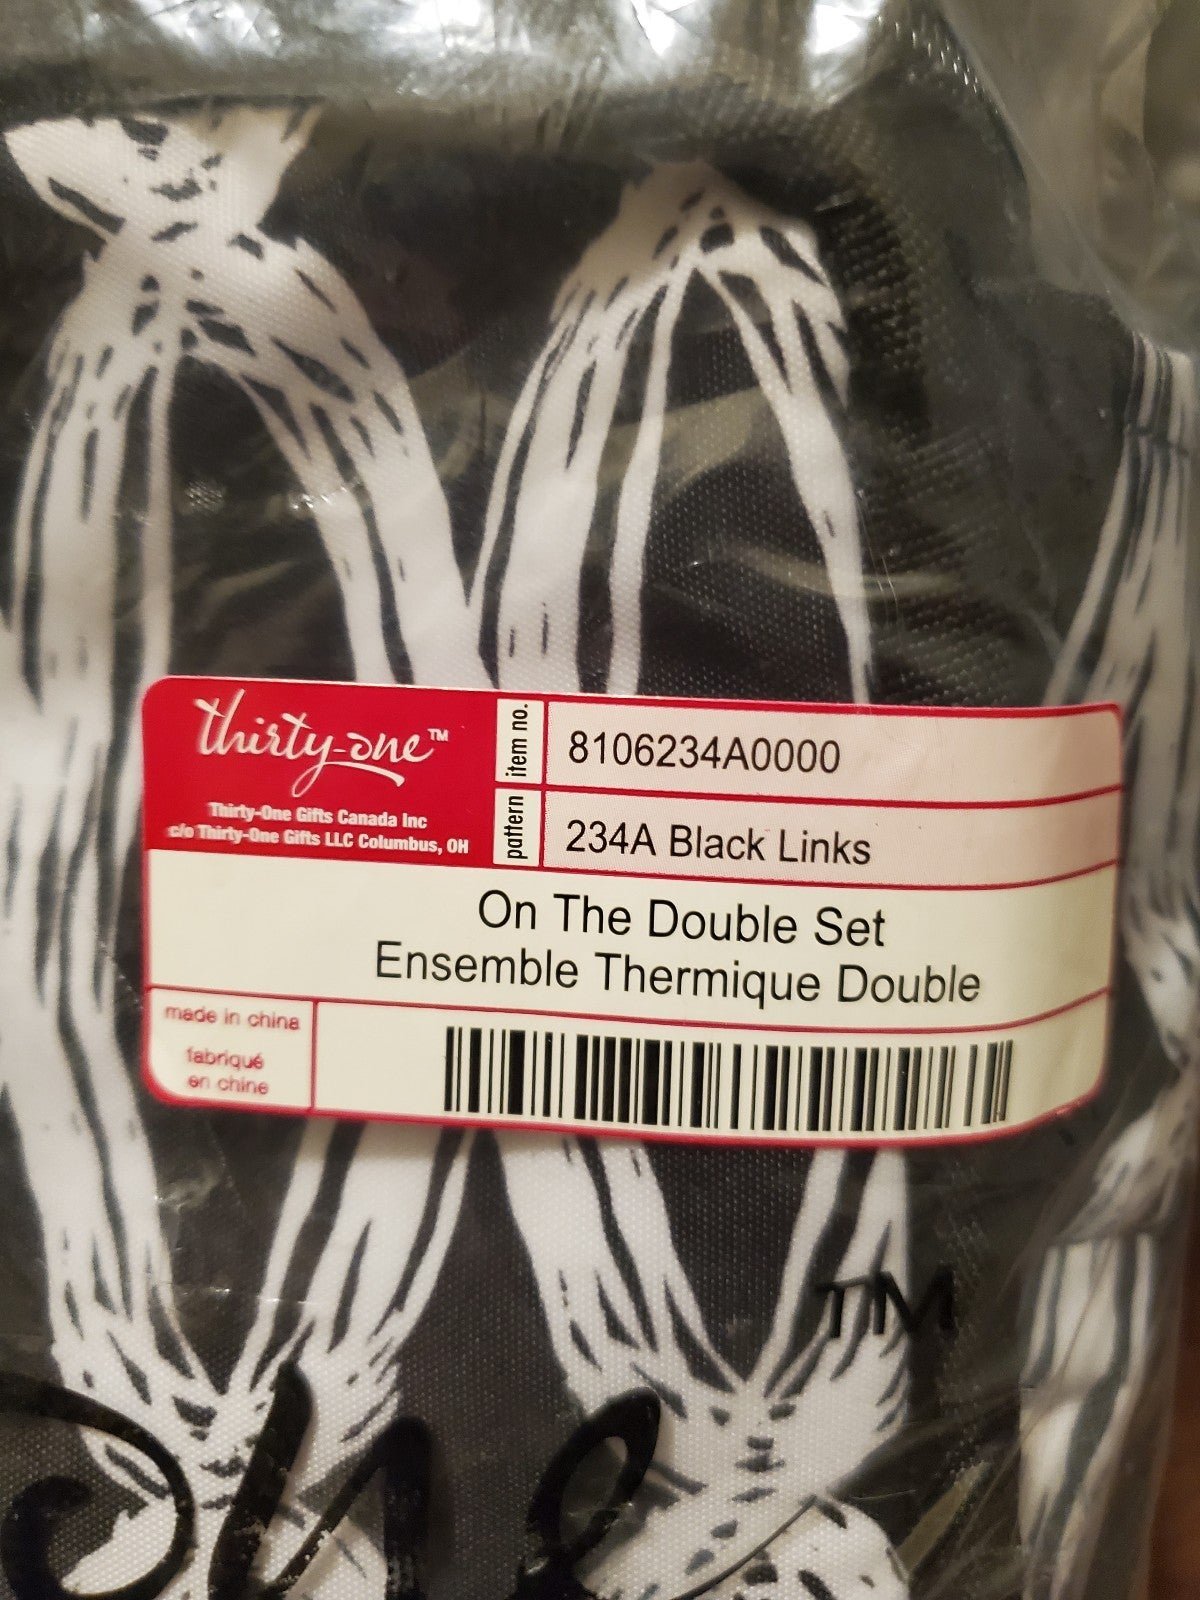 thirty-one™
Thirty-One Gifts Canada Inc
c/o Thirty-One Gifts LLC Columbus, OH
item no.
8106234A0000
pattern
234A Black Links
On The Double Set
Ensemble Thermique Double
made in china
fabriqué
en chine
TM
one